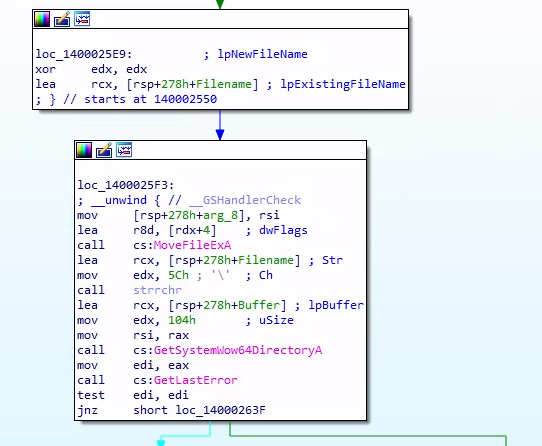 loc_1400025E9: ; lpNewFileName
xor edx, edx
lea rcx, [rsp+278h+Filename] ; lpExistingFileName
; } // starts at 140002550
loc_1400025F3:
; __unwind { // __GSHandlerCheck
mov [rsp+278h+arg_8], rsi
lea r8d, [rdx+4] ; dwFlags
call cs:MoveFileExA
lea rcx, [rsp+278h+Filename] ; Str
mov edx, 5Ch ; '\' ; Ch
call strrchr
lea rcx, [rsp+278h+Buffer] ; lpBuffer
mov edx, 104h ; uSize
mov rsi, rax
call cs:GetSystemWow64DirectoryA
mov edi, eax
call cs:GetLastError
test edi, edi
jnz short loc_14000263F